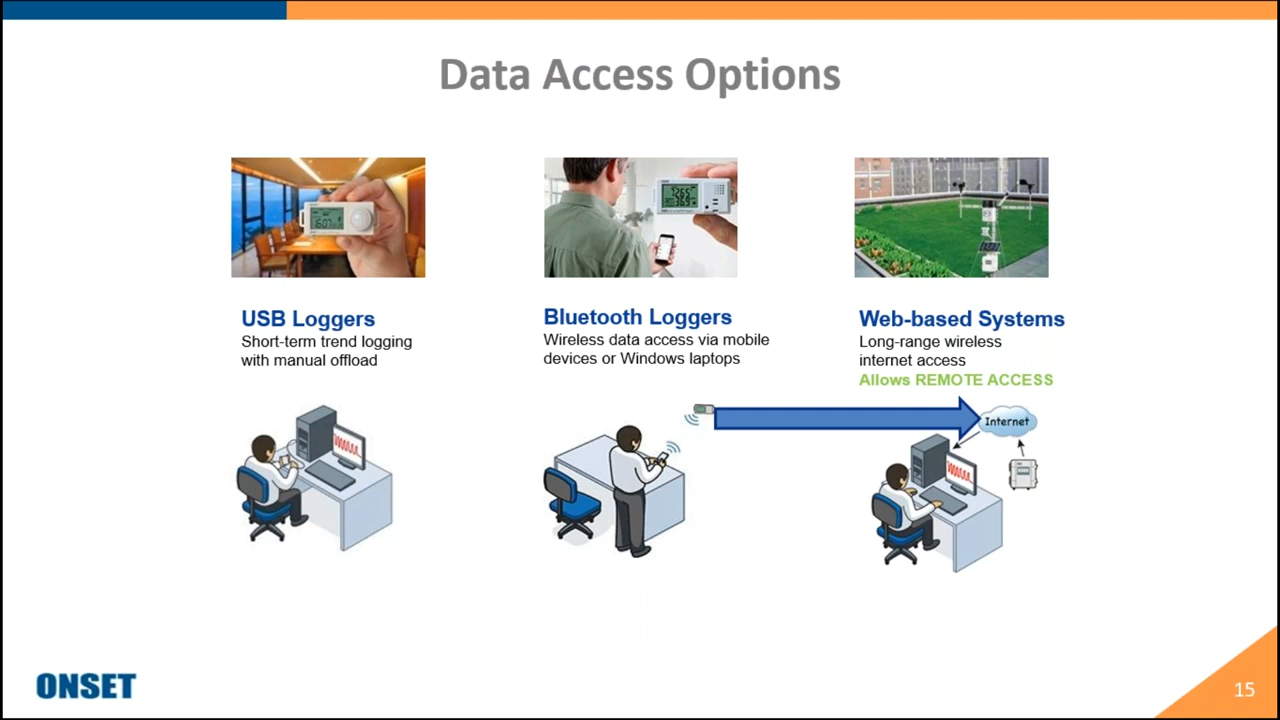 Data Access Options
USB Loggers
Short-term trend logging
with manual offload
Bluetooth Loggers
Wireless data access via mobile
devices or Windows laptops
Web-based Systems
Long-range wireless
internet access
Allows REMOTE ACCESS
Internet
ONSET
15